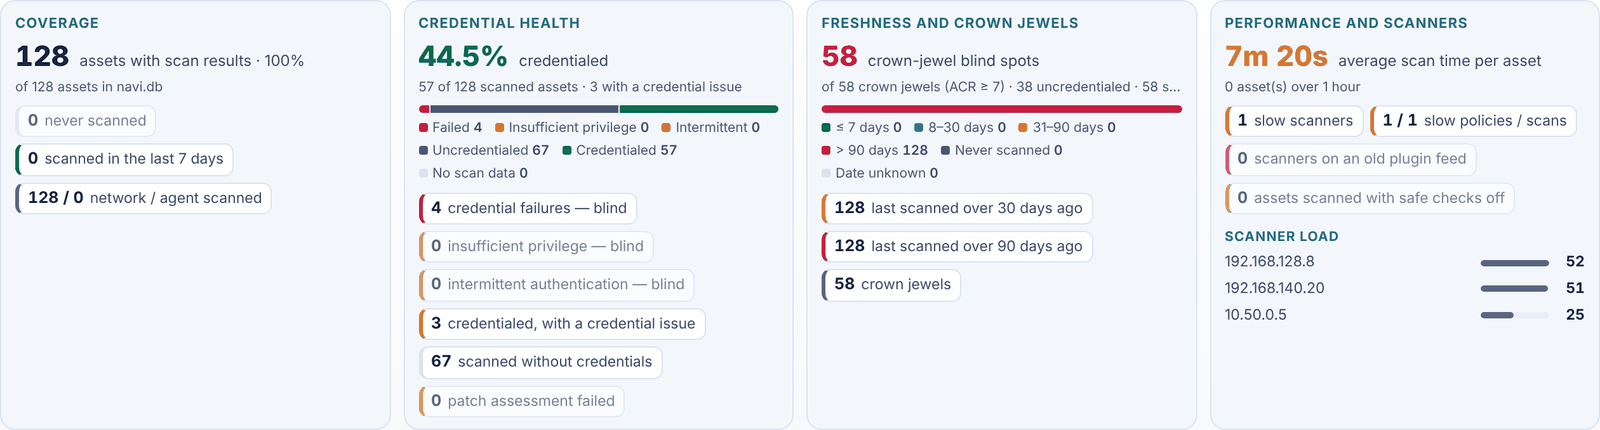 COVERAGE
128 assets with scan results · 100%
of 128 assets in navi.db
0 never scanned
0 scanned in the last 7 days
128 / 0 network / agent scanned
CREDENTIAL HEALTH
44.5% credentialed
57 of 128 scanned assets · 3 with a credential issue
Failed 4 Insufficient privilege 0 Intermittent 0
Uncredentialed 67 Credentialed 57
No scan data 0
4 credential failures — blind
0 insufficient privilege — blind
0 intermittent authentication — blind
3 credentialed, with a credential issue
67 scanned without credentials
0 patch assessment failed
FRESHNESS AND CROWN JEWELS
58 crown-jewel blind spots
of 58 crown jewels (ACR ≥ 7) · 38 uncredentialed · 58 s...
≤ 7 days 0 8–30 days 0 31–90 days 0
> 90 days 128 Never scanned 0
Date unknown 0
128 last scanned over 30 days ago
128 last scanned over 90 days ago
58 crown jewels
PERFORMANCE AND SCANNERS
7m 20s average scan time per asset
0 asset(s) over 1 hour
1 slow scanners 1 / 1 slow policies / scans
0 scanners on an old plugin feed
0 assets scanned with safe checks off
SCANNER LOAD
192.168.128.8 52
192.168.140.20 51
10.50.0.5 25